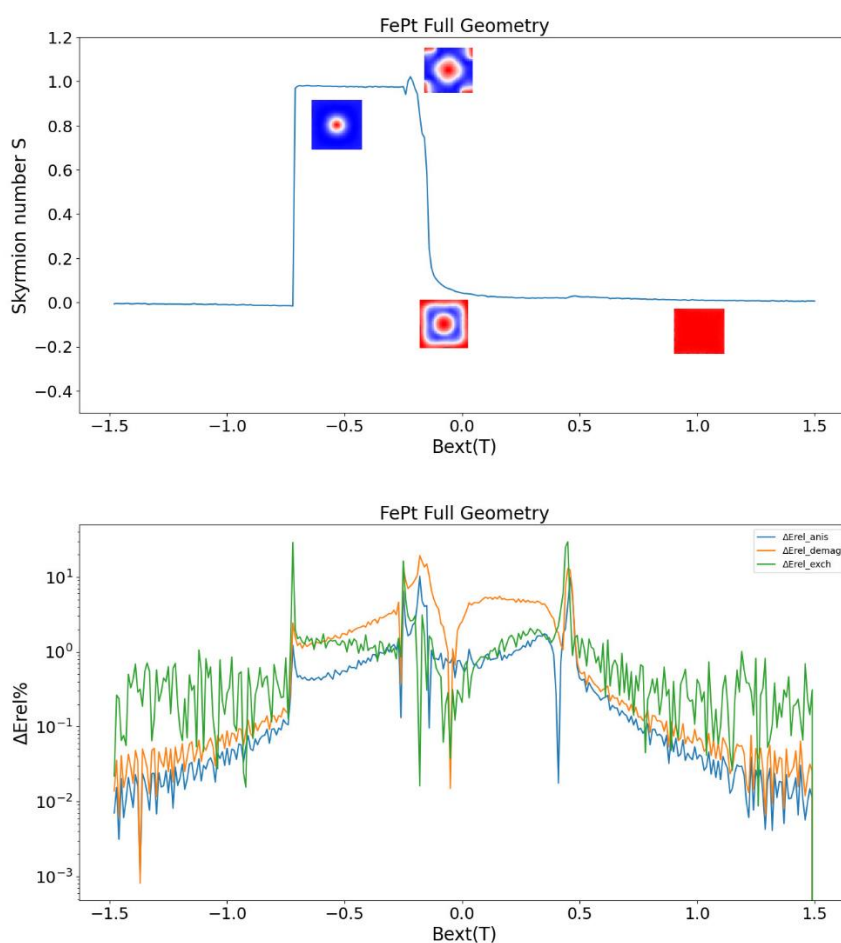 FePt Full Geometry
1.2
1.0
0.8
0.6
0.4
0.2
0.0
−0.2
−0.4
Skyrmion number S
−1.5 −1.0 −0.5 0.0 0.5 1.0 1.5
Bext(T)
FePt Full Geometry
ΔErel_anis
ΔErel_demag
ΔErel_exch
10¹
10⁰
10⁻¹
10⁻²
10⁻³
ΔErel%
−1.5 −1.0 −0.5 0.0 0.5 1.0 1.5
Bext(T)